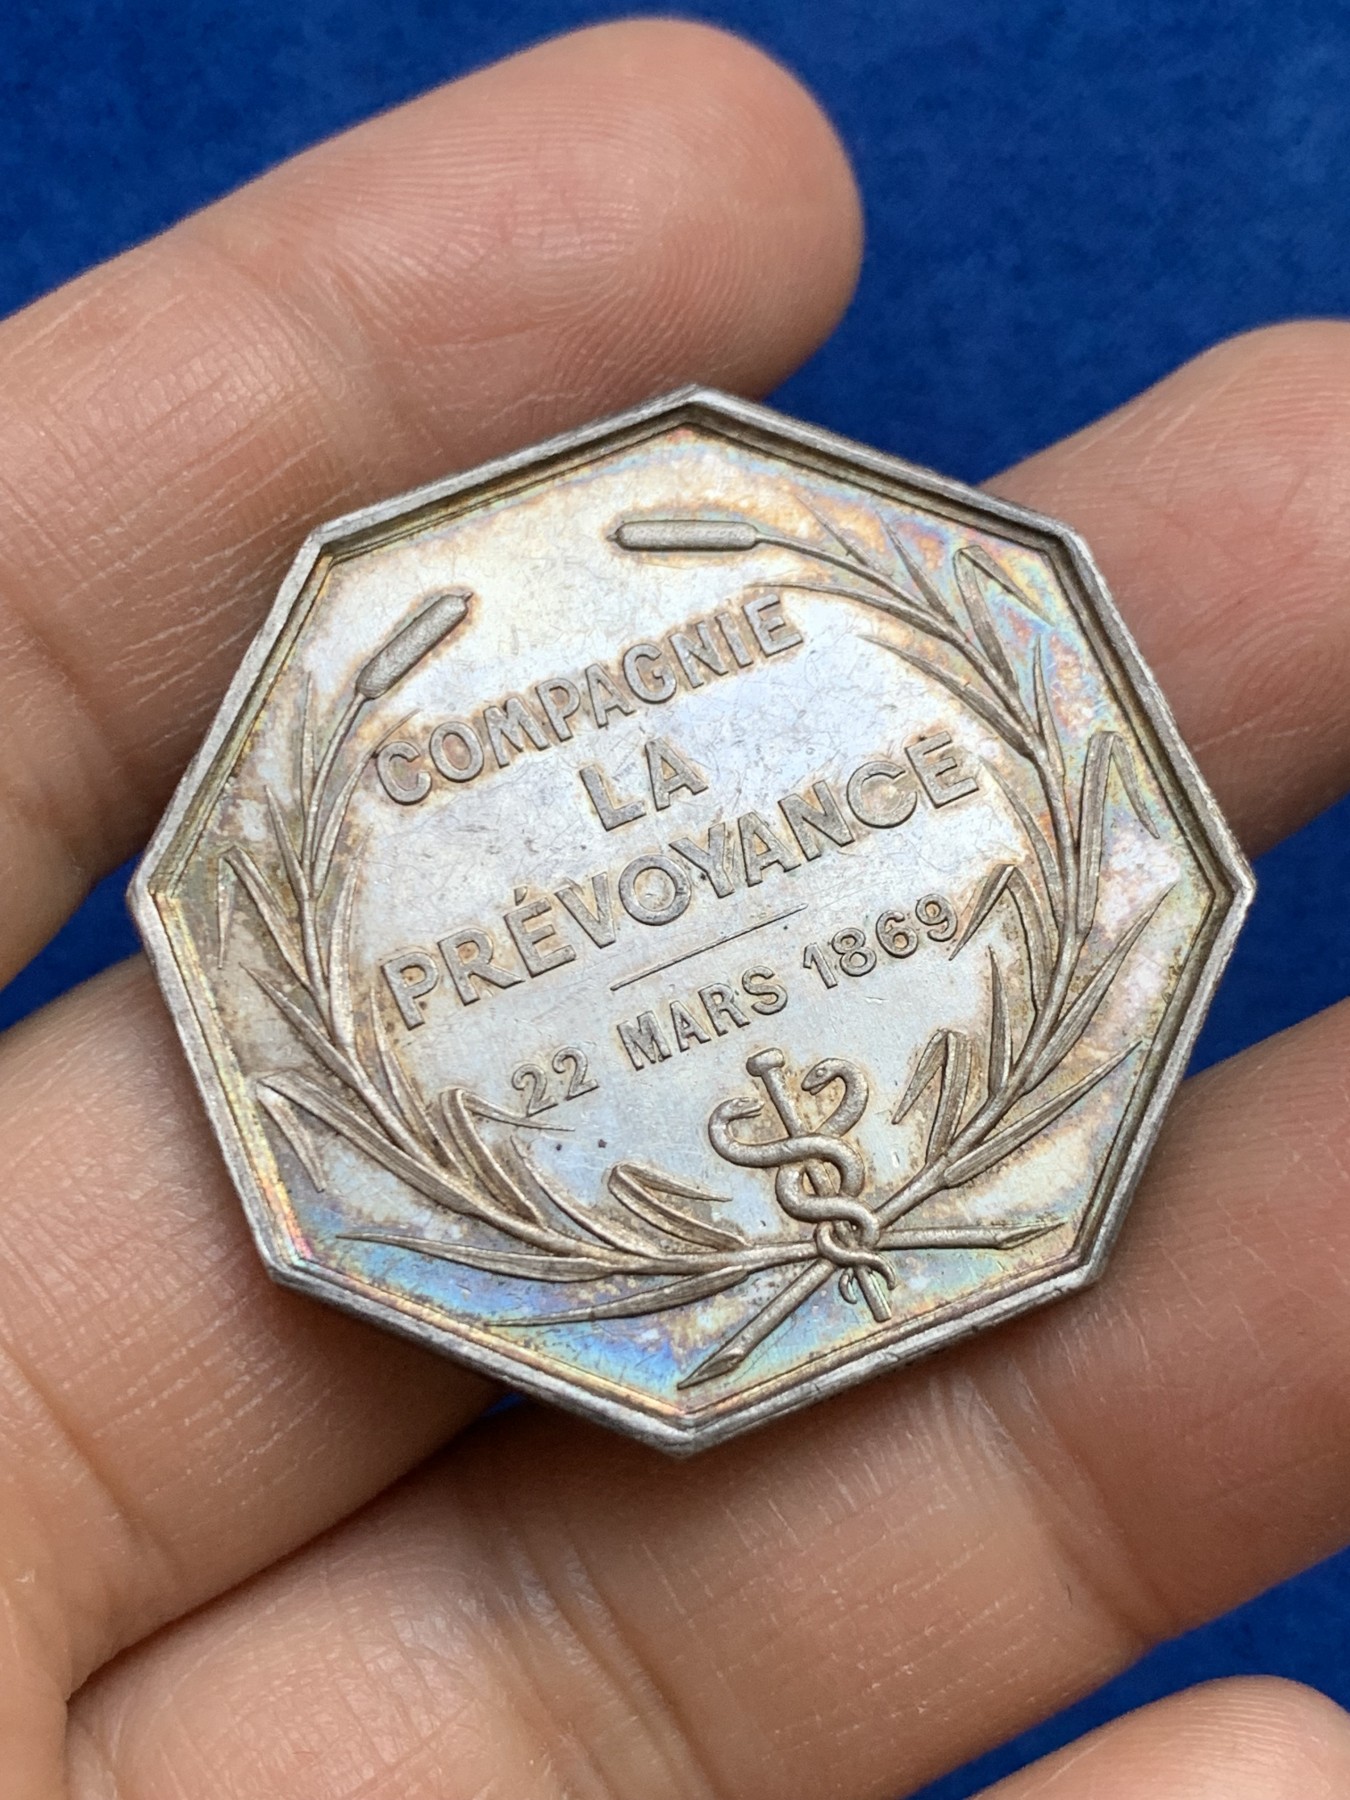 COMPAGNIE
LA
PRÉVOYANCE
22 MARS 1869